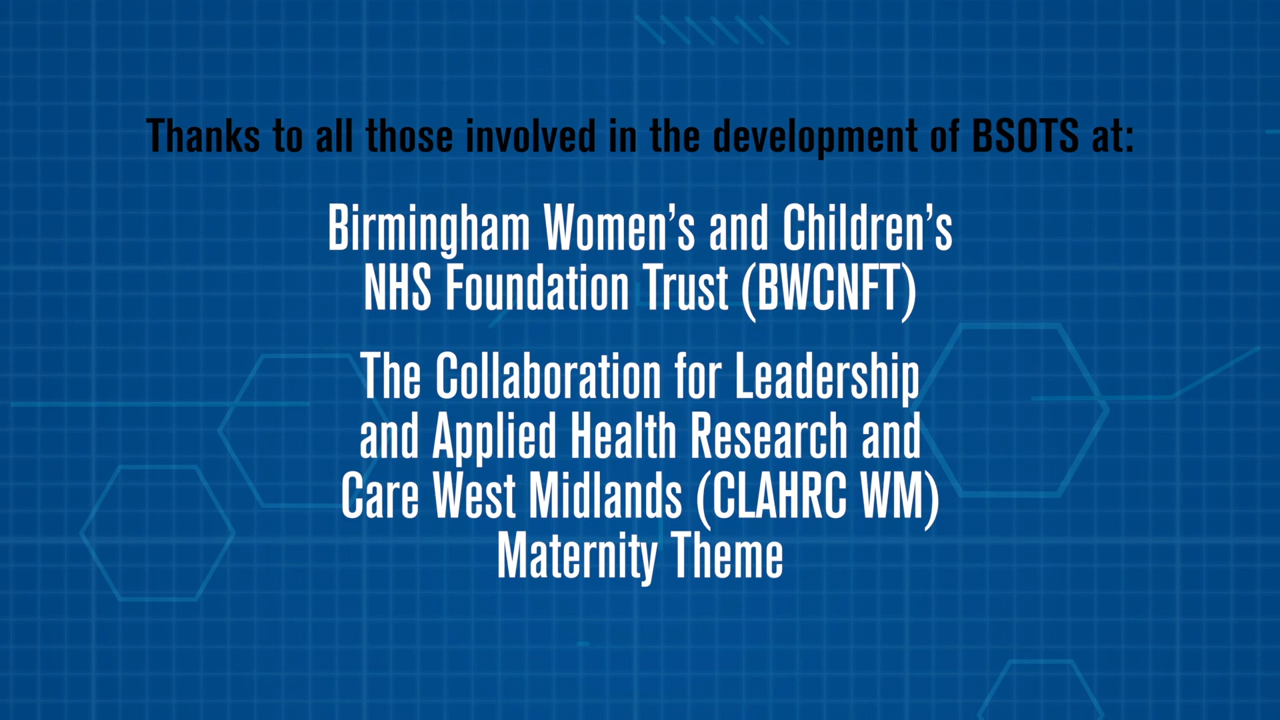 Thanks to all those involved in the development of BSOTS at:
Birmingham Women’s and Children’s
NHS Foundation Trust (BWCNFT)
The Collaboration for Leadership
and Applied Health Research and
Care West Midlands (CLAHRC WM)
Maternity Theme